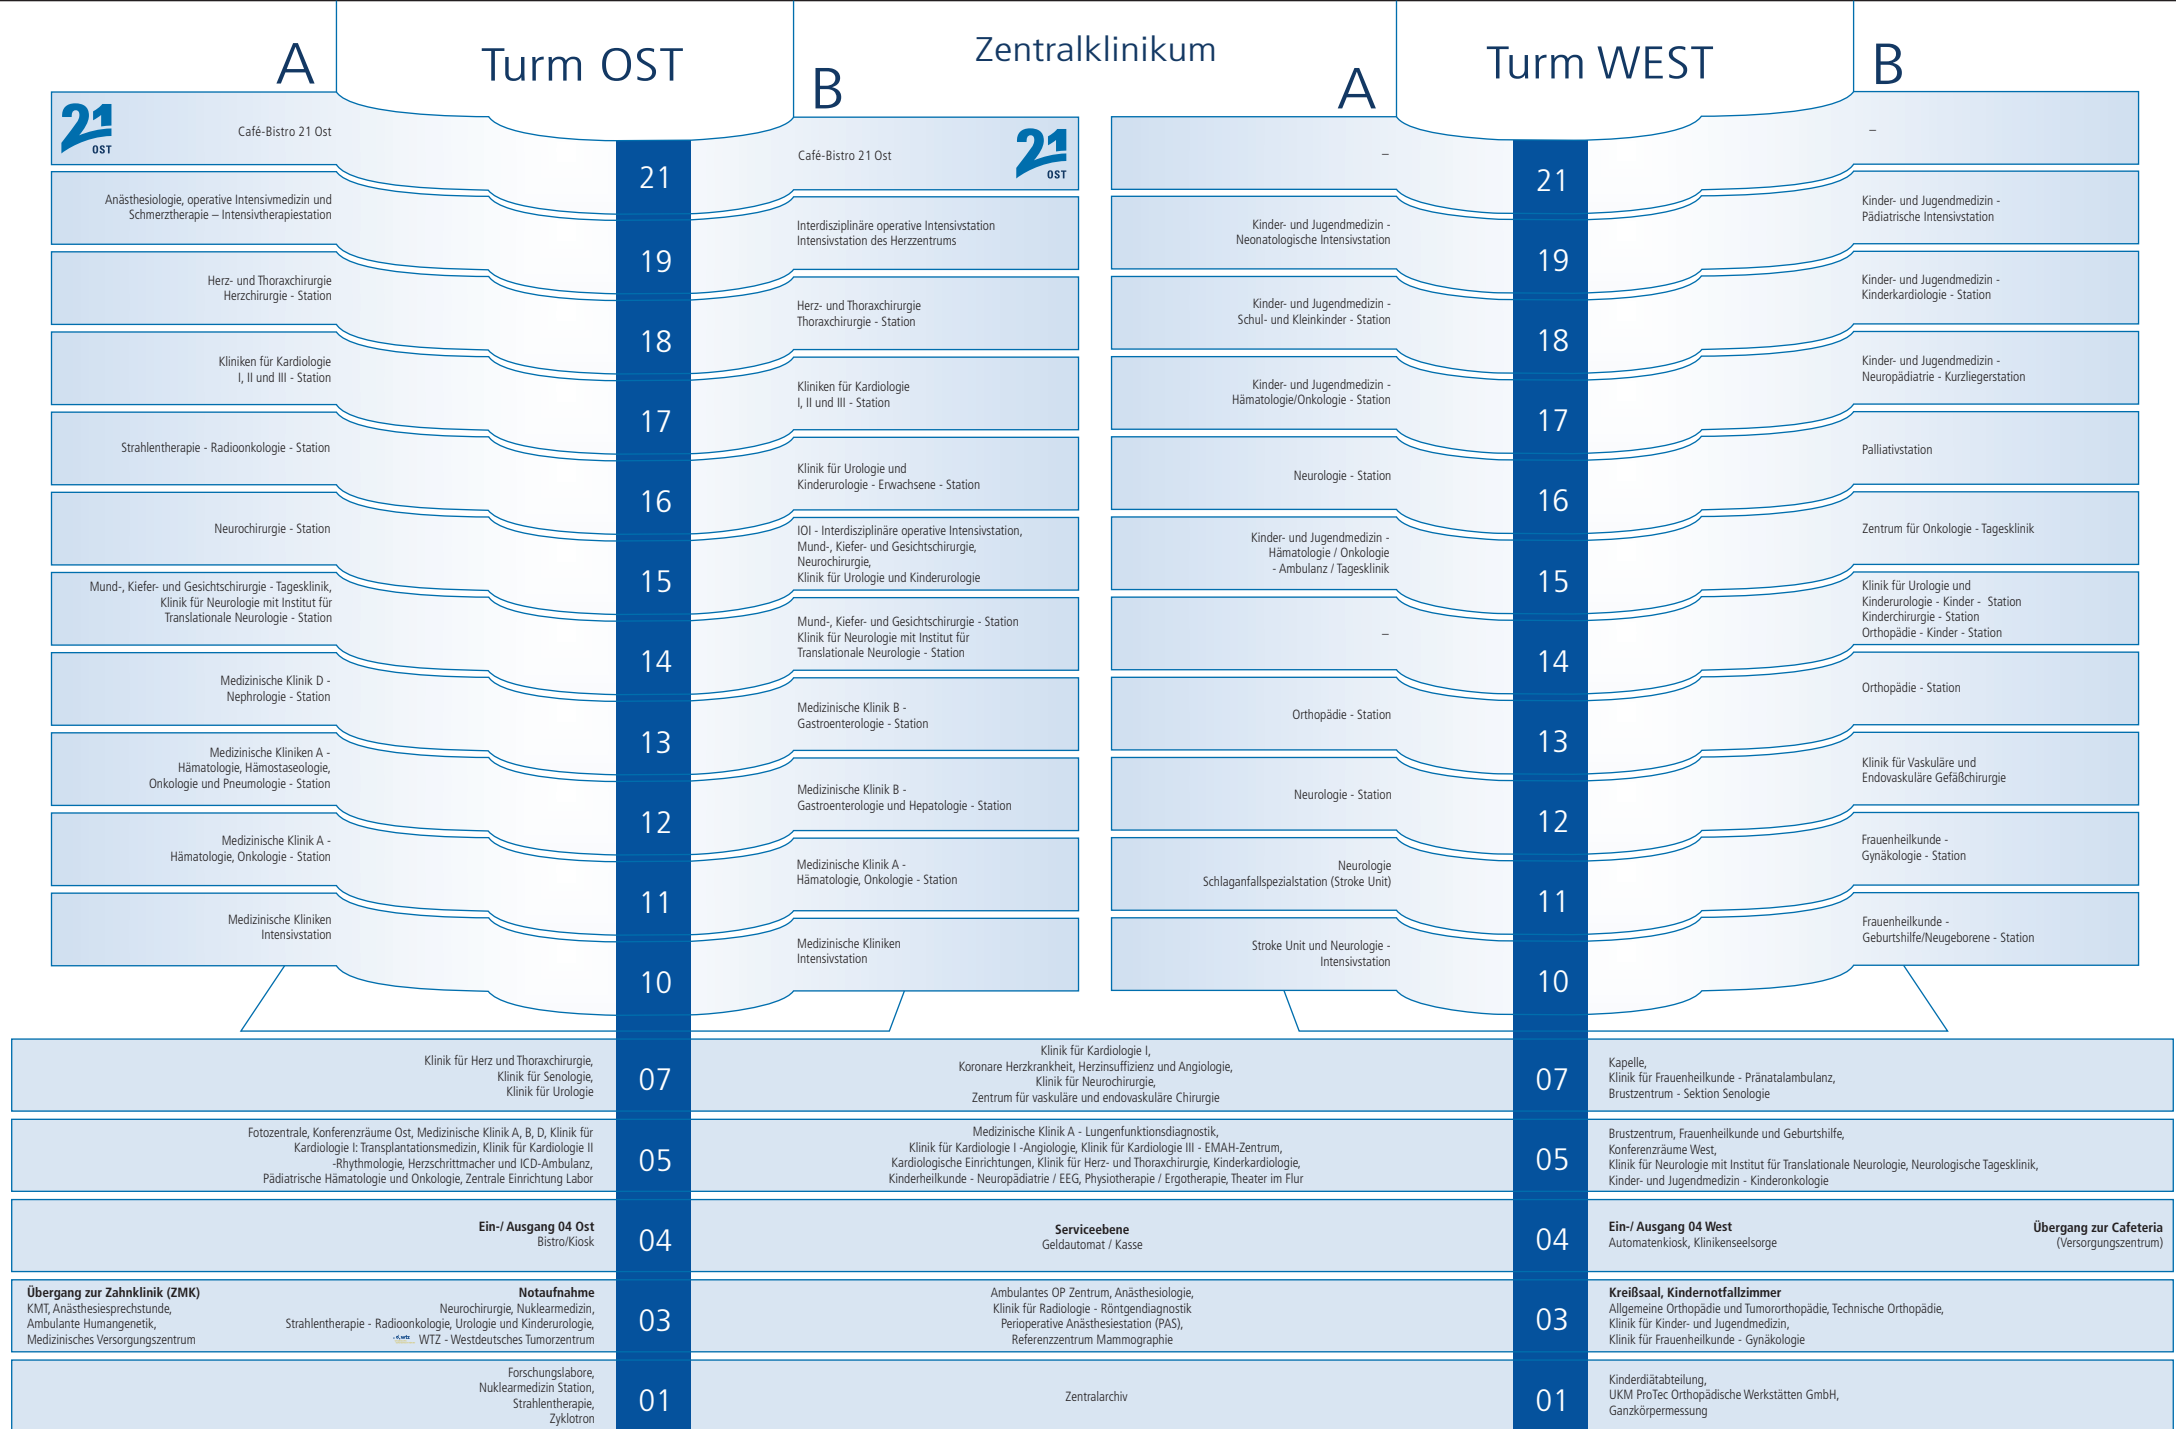 A
Turm OST
B
Zentralklinikum
A
Turm WEST
B
21
OST
Café-Bistro 21 Ost
21
Café-Bistro 21 Ost
21
OST
–
21
–
Anästhesiologie, operative Intensivmedizin und
Schmerztherapie – Intensivtherapiestation
19
Interdisziplinäre operative Intensivstation
Intensivstation des Herzzentrums
Kinder- und Jugendmedizin -
Neonatologische Intensivstation
19
Kinder- und Jugendmedizin -
Pädiatrische Intensivstation
Herz- und Thoraxchirurgie
Herzchirurgie - Station
18
Herz- und Thoraxchirurgie
Thoraxchirurgie - Station
Kinder- und Jugendmedizin -
Schul- und Kleinkinder - Station
18
Kinder- und Jugendmedizin -
Kinderkardiologie - Station
Kliniken für Kardiologie
I, II und III - Station
17
Kliniken für Kardiologie
I, II und III - Station
Kinder- und Jugendmedizin -
Hämatologie/Onkologie - Station
17
Kinder- und Jugendmedizin -
Neuropädiatrie - Kurzliegerstation
Strahlentherapie - Radioonkologie - Station
16
Klinik für Urologie und
Kinderurologie - Erwachsene - Station
Neurologie - Station
16
Palliativstation
Neurochirurgie - Station
15
IOI - Interdisziplinäre operative Intensivstation,
Mund-, Kiefer- und Gesichtschirurgie,
Neurochirurgie,
Klinik für Urologie und Kinderurologie
Kinder- und Jugendmedizin -
Hämatologie / Onkologie
- Ambulanz / Tagesklinik
15
Zentrum für Onkologie - Tagesklinik
Mund-, Kiefer- und Gesichtschirurgie - Tagesklinik,
Klinik für Neurologie mit Institut für
Translationale Neurologie - Station
14
Mund-, Kiefer- und Gesichtschirurgie - Station
Klinik für Neurologie mit Institut für
Translationale Neurologie - Station
–
14
Klinik für Urologie und
Kinderurologie - Kinder - Station
Kinderchirurgie - Station
Orthopädie - Kinder - Station
Medizinische Klinik D -
Nephrologie - Station
13
Medizinische Klinik B -
Gastroenterologie - Station
Orthopädie - Station
13
Orthopädie - Station
Medizinische Kliniken A -
Hämatologie, Hämostaseologie,
Onkologie und Pneumologie - Station
12
Medizinische Klinik B -
Gastroenterologie und Hepatologie - Station
Neurologie - Station
12
Klinik für Vaskuläre und
Endovaskuläre Gefäßchirurgie
Medizinische Klinik A -
Hämatologie, Onkologie - Station
11
Medizinische Klinik A -
Hämatologie, Onkologie - Station
Neurologie
Schlaganfallspezialstation (Stroke Unit)
11
Frauenheilkunde -
Gynäkologie - Station
Medizinische Kliniken
Intensivstation
10
Medizinische Kliniken
Intensivstation
Stroke Unit und Neurologie -
Intensivstation
10
Frauenheilkunde -
Geburtshilfe/Neugeborene - Station
Klinik für Herz und Thoraxchirurgie,
Klinik für Senologie,
Klinik für Urologie
07
Klinik für Kardiologie I,
Koronare Herzkrankheit, Herzinsuffizienz und Angiologie,
Klinik für Neurochirurgie,
Zentrum für vaskuläre und endovaskuläre Chirurgie
07
Kapelle,
Klinik für Frauenheilkunde - Pränatalambulanz,
Brustzentrum - Sektion Senologie
Fotozentrale, Konferenzräume Ost, Medizinische Klinik A, B, D, Klinik für
Kardiologie I: Transplantationsmedizin, Klinik für Kardiologie II
-Rhythmologie, Herzschrittmacher und ICD-Ambulanz,
Pädiatrische Hämatologie und Onkologie, Zentrale Einrichtung Labor
05
Medizinische Klinik A - Lungenfunktionsdiagnostik,
Klinik für Kardiologie I -Angiologie, Klinik für Kardiologie III - EMAH-Zentrum,
Kardiologische Einrichtungen, Klinik für Herz- und Thoraxchirurgie, Kinderkardiologie,
Kinderheilkunde - Neuropädiatrie / EEG, Physiotherapie / Ergotherapie, Theater im Flur
05
Brustzentrum, Frauenheilkunde und Geburtshilfe,
Konferenzräume West,
Klinik für Neurologie mit Institut für Translationale Neurologie, Neurologische Tagesklinik,
Kinder- und Jugendmedizin - Kinderonkologie
Ein-/ Ausgang 04 Ost
Bistro/Kiosk
04
Serviceebene
Geldautomat / Kasse
04
Ein-/ Ausgang 04 West
Automatenkiosk, Klinikenseelsorge
Übergang zur Cafeteria
(Versorgungszentrum)
Übergang zur Zahnklinik (ZMK)
KMT, Anästhesiesprechstunde,
Ambulante Humangenetik,
Medizinisches Versorgungszentrum
Notaufnahme
Neurochirurgie, Nuklearmedizin,
Strahlentherapie - Radioonkologie, Urologie und Kinderurologie,
wtz WTZ - Westdeutsches Tumorzentrum
03
Ambulantes OP Zentrum, Anästhesiologie,
Klinik für Radiologie - Röntgendiagnostik
Perioperative Anästhesiestation (PAS),
Referenzzentrum Mammographie
03
Kreißsaal, Kindernotfallzimmer
Allgemeine Orthopädie und Tumororthopädie, Technische Orthopädie,
Klinik für Kinder- und Jugendmedizin,
Klinik für Frauenheilkunde - Gynäkologie
Forschungslabore,
Nuklearmedizin Station,
Strahlentherapie,
Zyklotron
01
Zentralarchiv
01
Kinderdiätabteilung,
UKM ProTec Orthopädische Werkstätten GmbH,
Ganzkörpermessung